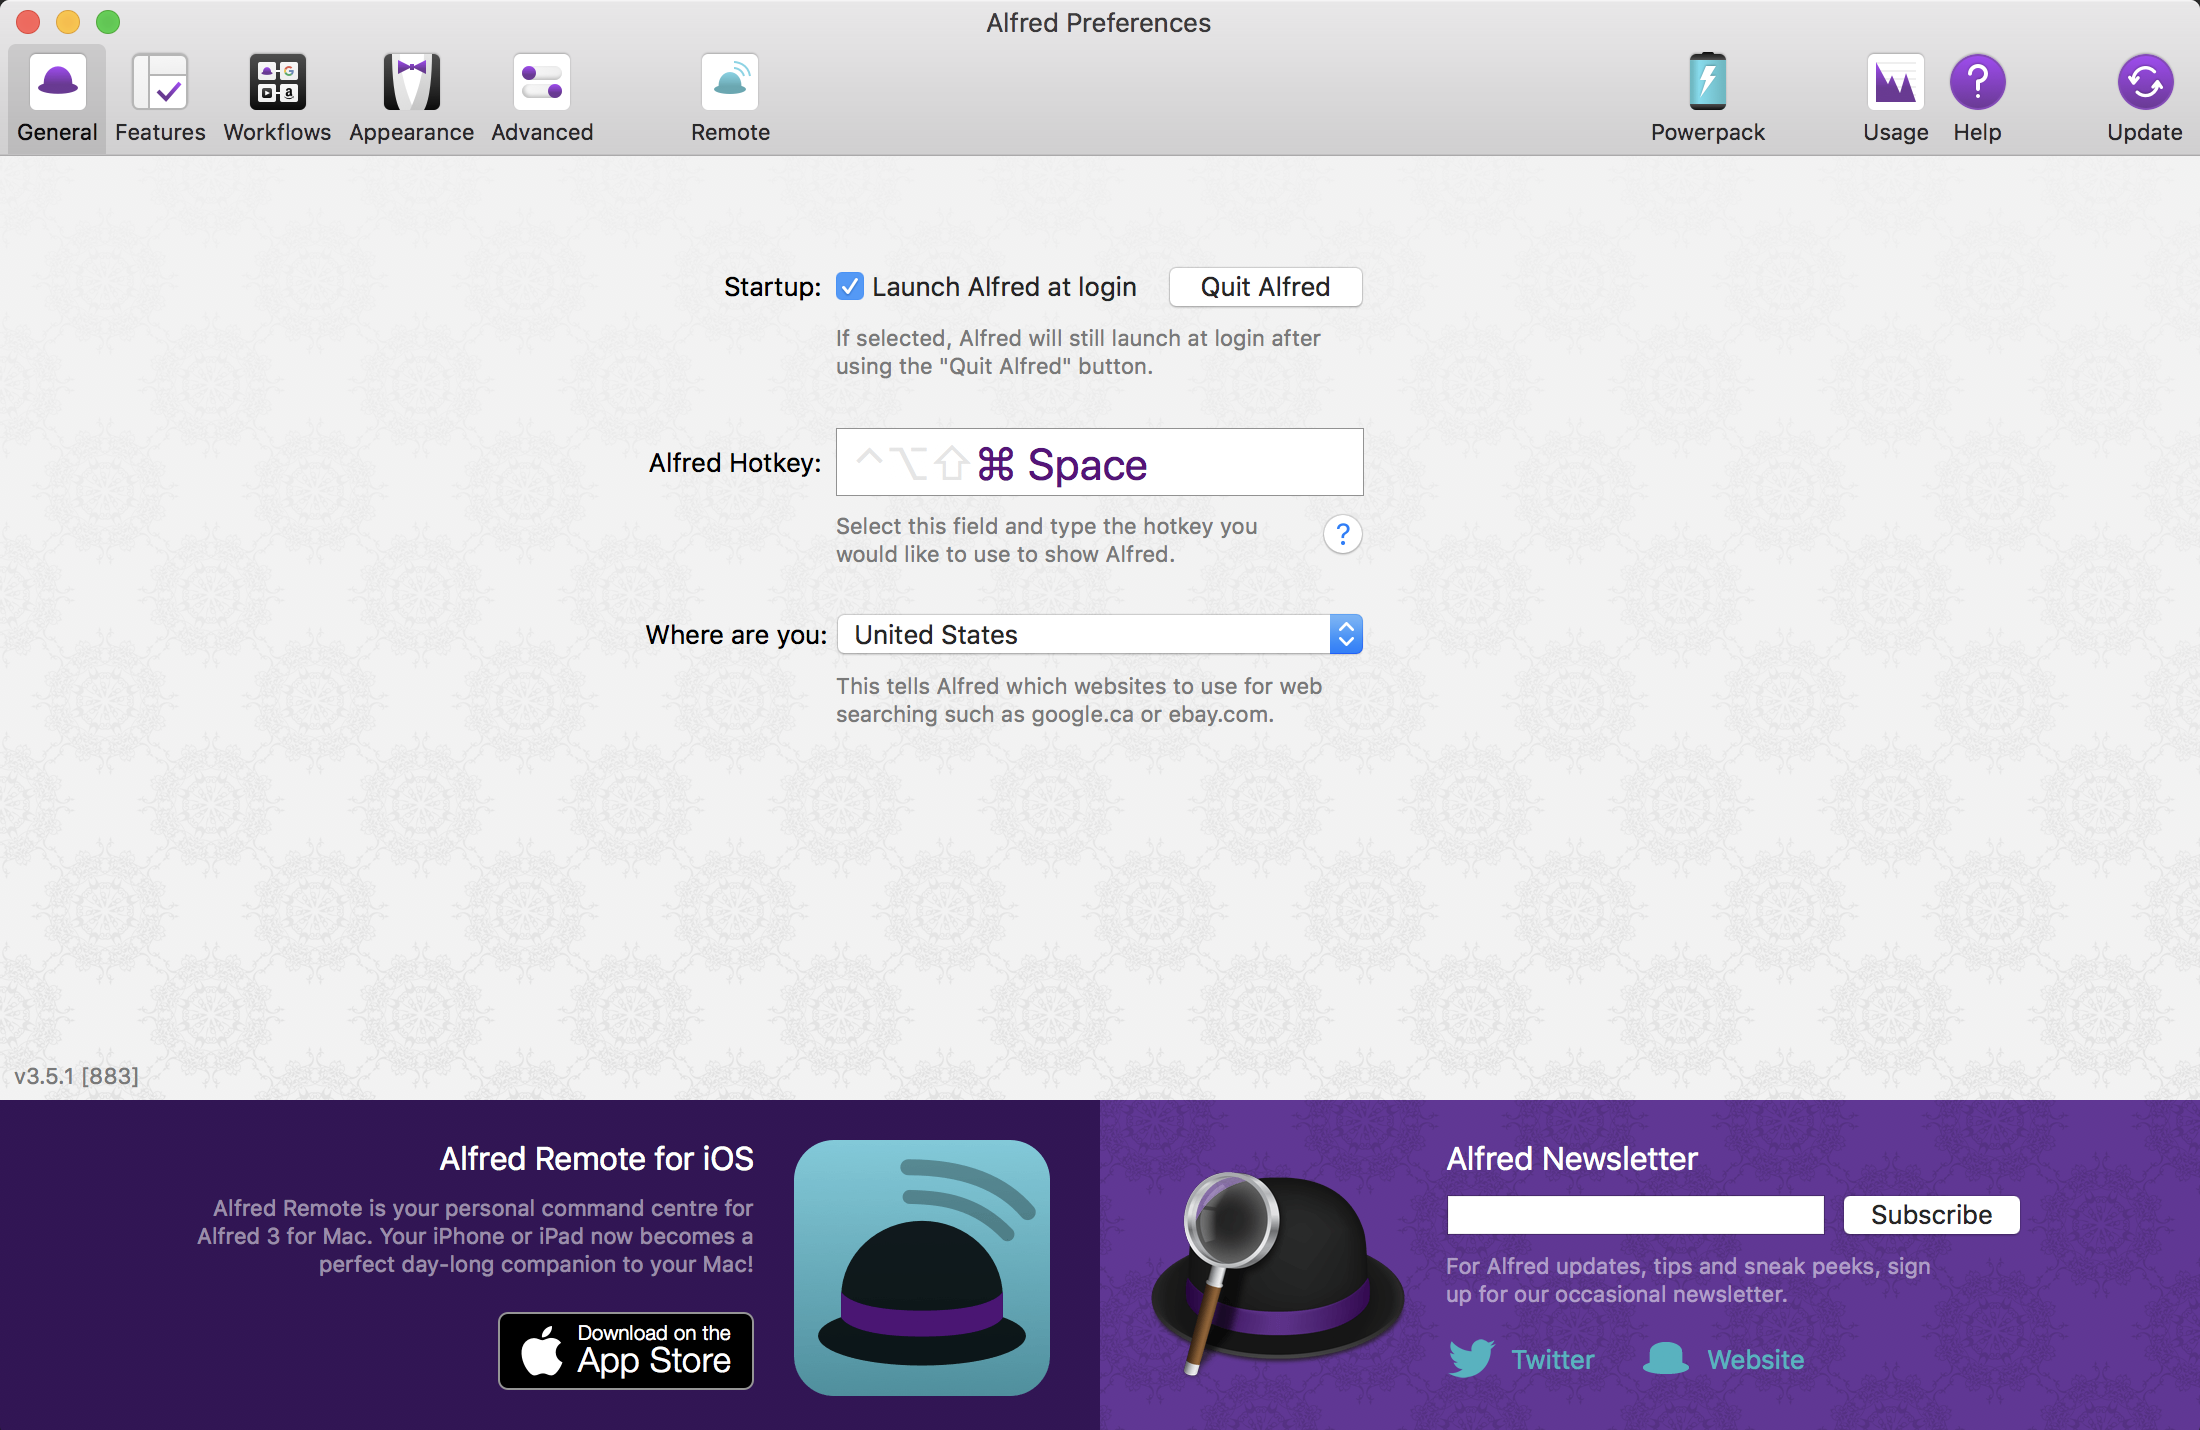 Alfred Preferences
General Features Workflows Appearance Advanced Remote Powerpack Usage Help Update
Startup: Launch Alfred at login Quit Alfred
If selected, Alfred will still launch at login after
using the "Quit Alfred" button.
Alfred Hotkey: ^⌥⇧⌘ Space
Select this field and type the hotkey you
would like to use to show Alfred.
?
Where are you: United States
This tells Alfred which websites to use for web
searching such as google.ca or ebay.com.
v3.5.1 [883]
Alfred Remote for iOS
Alfred Remote is your personal command centre for
Alfred 3 for Mac. Your iPhone or iPad now becomes a
perfect day-long companion to your Mac!
Download on the
App Store
Alfred Newsletter
Subscribe
For Alfred updates, tips and sneak peeks, sign
up for our occasional newsletter.
Twitter Website